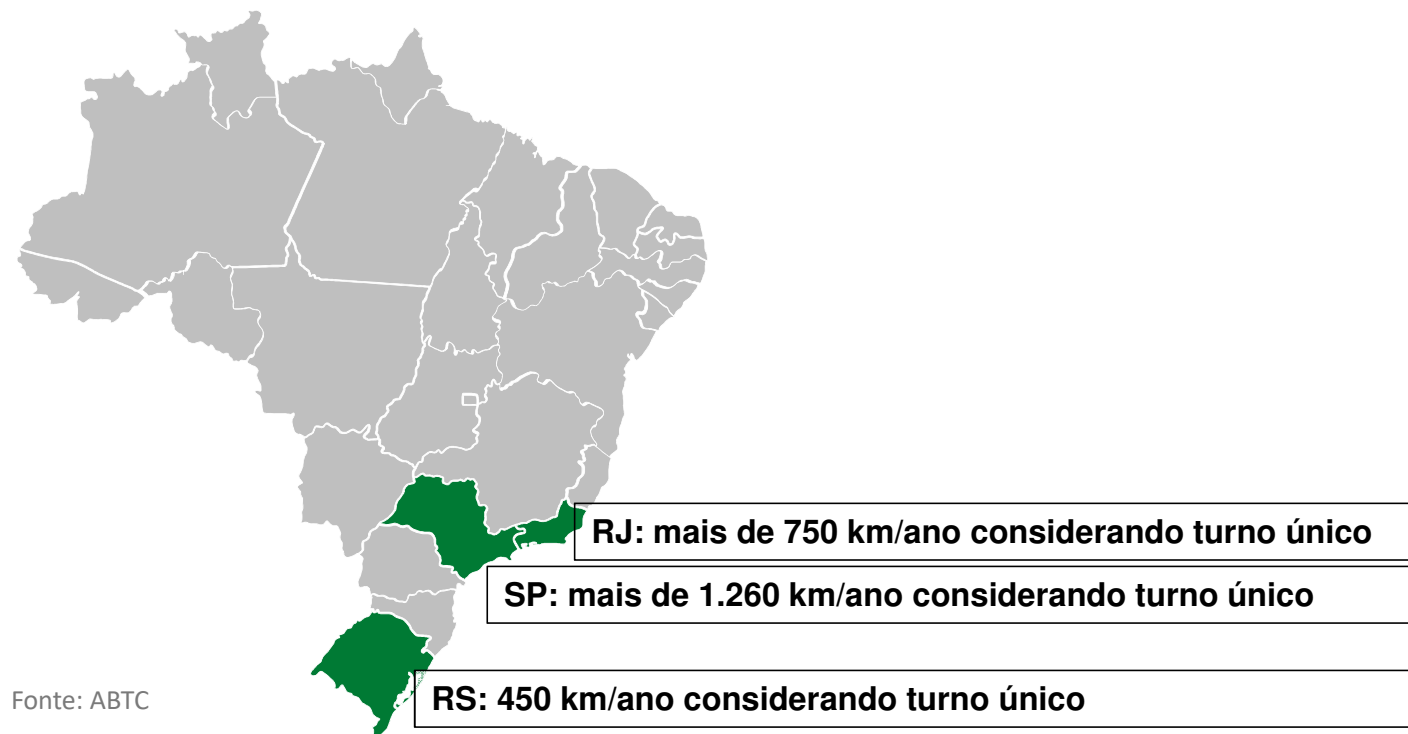 RJ: mais de 750 km/ano considerando turno único
SP: mais de 1.260 km/ano considerando turno único
RS: 450 km/ano considerando turno único
Fonte: ABTC